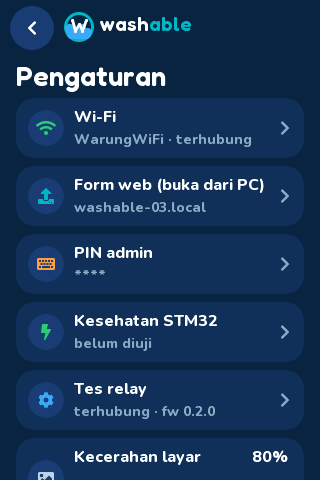 washable
Pengaturan
Wi-Fi
WarungWiFi · terhubung
Form web (buka dari PC)
washable-03.local
PIN admin
****
Kesehatan STM32
belum diuji
Tes relay
terhubung · fw 0.2.0
Kecerahan layar 80%